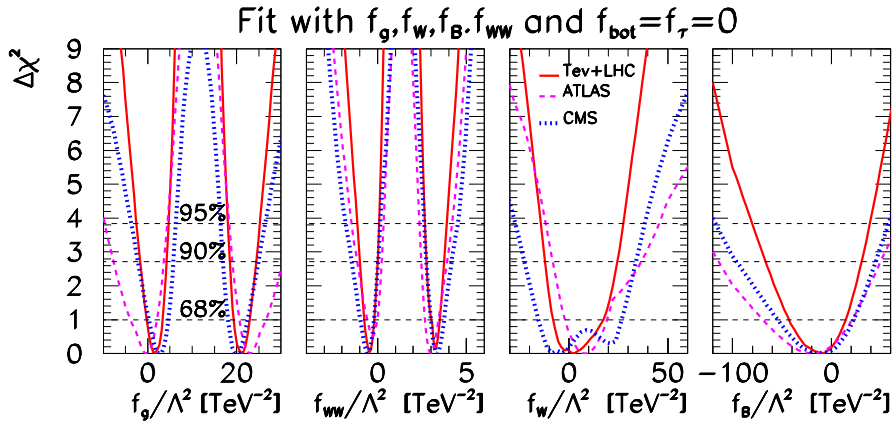 Fit with f_g,f_W,f_B.f_WW and f_bot=f_τ=0
Δχ²
9
8
7
6
5
4
3
2
1
0
95%
90%
68%
Tev+LHC
ATLAS
CMS
0 20
0 5
0 50
−100 0
f_g/Λ² [TeV⁻²]
f_WW/Λ² [TeV⁻²]
f_W/Λ² [TeV⁻²]
f_B/Λ² [TeV⁻²]